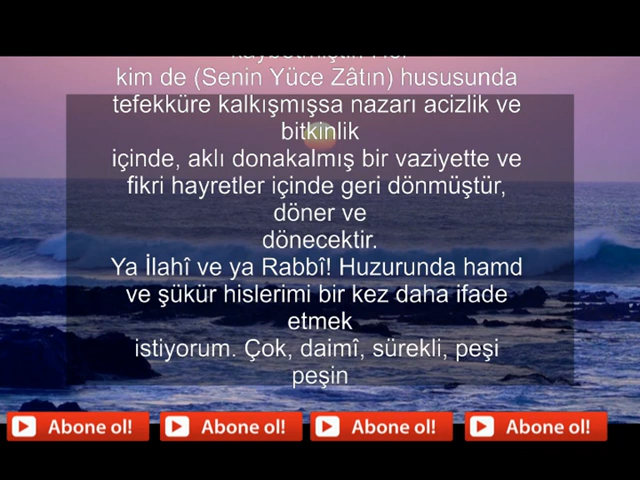 kim de (Senin Yüce Zâtın) hususunda
tefekküre kalkışmışsa nazarı acizlik ve
bitkinlik
içinde, aklı donakalmış bir vaziyette ve
fikri hayretler içinde geri dönmüştür,
döner ve
dönecektir.
Ya İlahî ve ya Rabbî! Huzurunda hamd
ve şükür hislerimi bir kez daha ifade
etmek
istiyorum. Çok, daimî, sürekli, peşi
peşin
Abone ol! Abone ol! Abone ol! Abone ol!